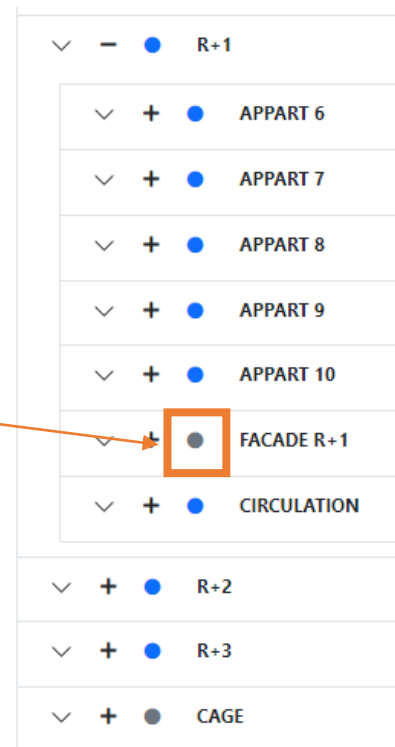 R+1
APPART 6
APPART 7
APPART 8
APPART 9
APPART 10
FACADE R+1
CIRCULATION
R+2
R+3
CAGE